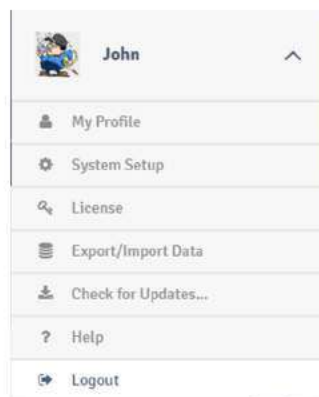 John
My Profile
System Setup
License
Export/Import Data
Check for Updates...
Help
Logout